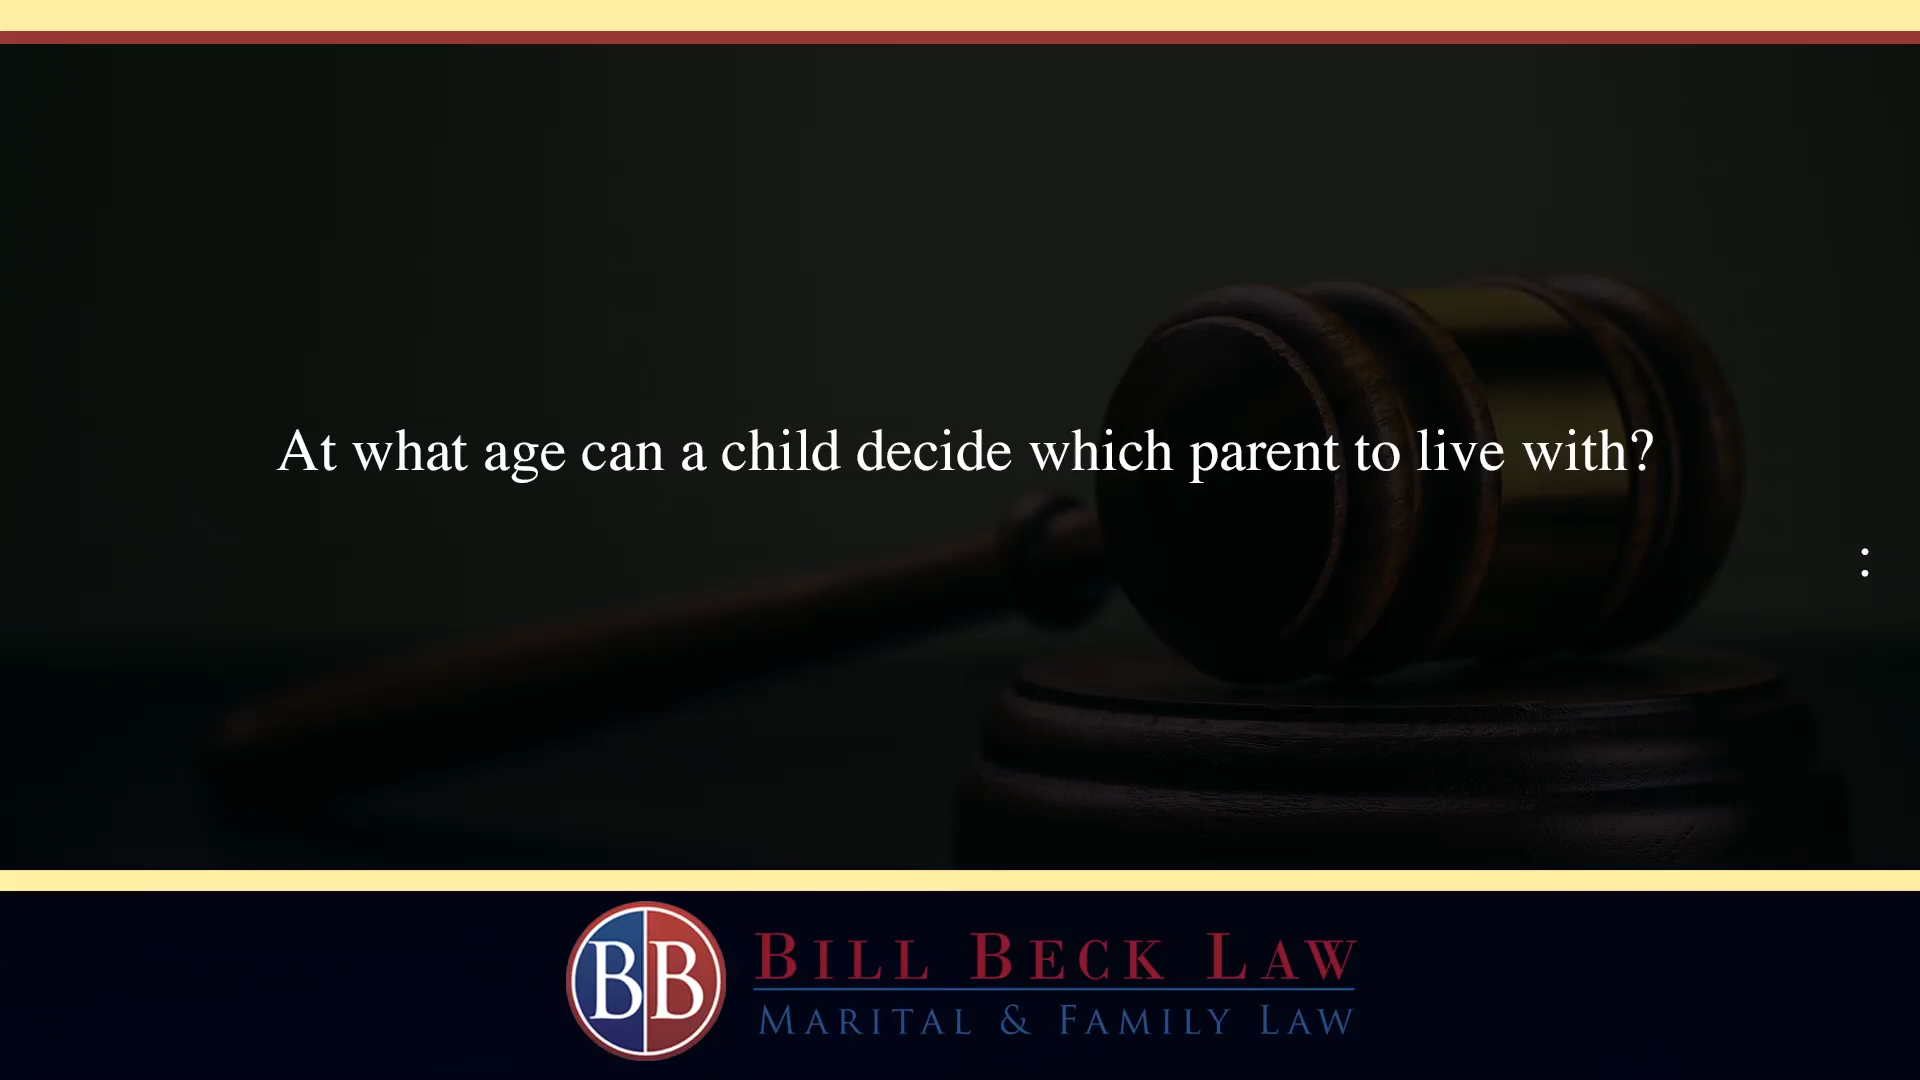 At what age can a child decide which parent to live with?
:
BB
BILL BECK LAW
MARITAL & FAMILY LAW